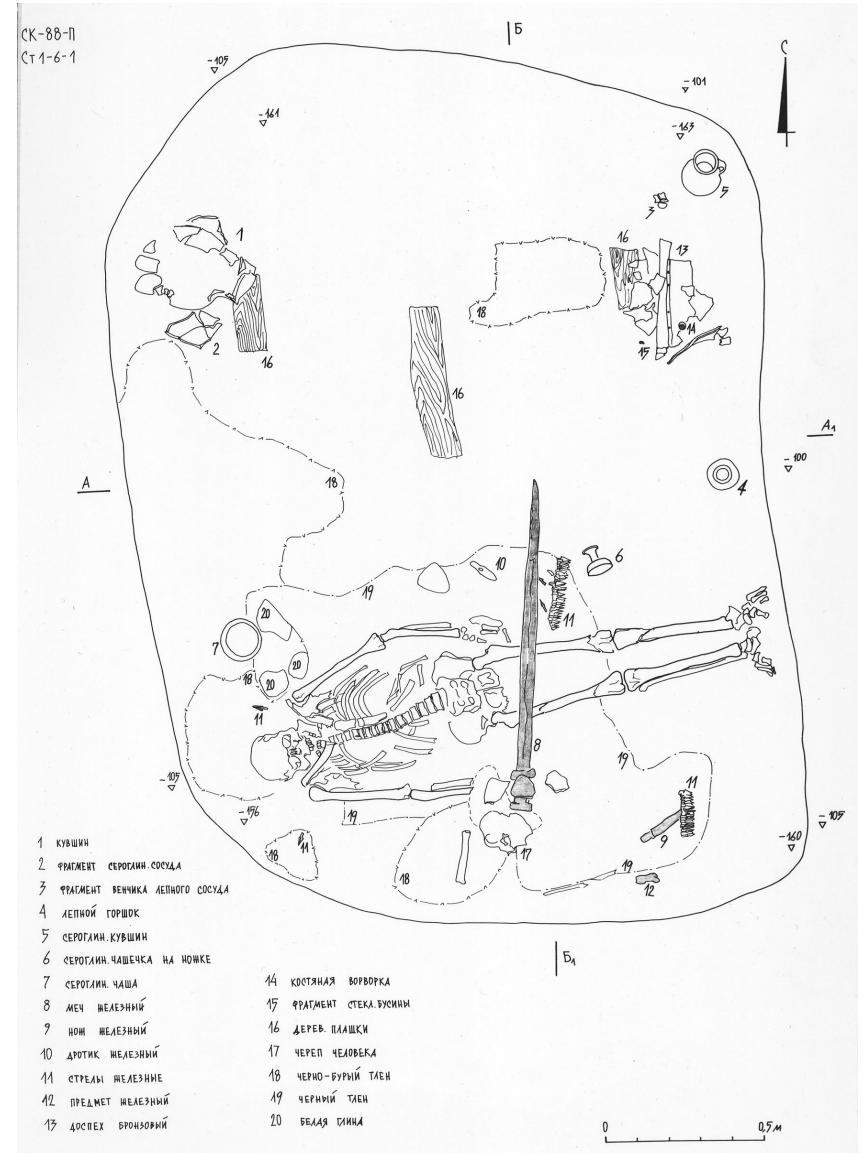 СК-88-П
Ст 1-6-1
Б
С
-105
-101
-161
-163
5
3
1
16
13
18
14
2
16
15
16
А
А1
-100
18
4
6
10
19
11
20
7
20
18
20
11
8
-105
19
11
19
-156
9
-160
-105
18
11
17
19
18
12
Б1
1 КУВШИН
2 ФРАГМЕНТ СЕРОГЛИН. СОСУДА
3 ФРАГМЕНТ ВЕНЧИКА ЛЕПНОГО СОСУДА
4 ЛЕПНОЙ ГОРШОК
5 СЕРОГЛИН. КУВШИН
6 СЕРОГЛИН. ЧАШЕЧКА НА НОЖКЕ
7 СЕРОГЛИН. ЧАША
8 МЕЧ ЖЕЛЕЗНЫЙ
9 НОЖ ЖЕЛЕЗНЫЙ
10 ДРОТИК ЖЕЛЕЗНЫЙ
11 СТРЕЛЫ ЖЕЛЕЗНЫЕ
12 ПРЕДМЕТ ЖЕЛЕЗНЫЙ
13 ДОСПЕХ БРОНЗОВЫЙ
14 КОСТЯНАЯ ВОРВОРКА
15 ФРАГМЕНТ СТЕКЛ. БУСИНЫ
16 ДЕРЕВ. ПЛАШКИ
17 ЧЕРЕП ЧЕЛОВЕКА
18 ЧЕРНО-БУРЫЙ ТЛЕН
19 ЧЕРНЫЙ ТЛЕН
20 БЕЛАЯ ГЛИНА
0
0,5 м